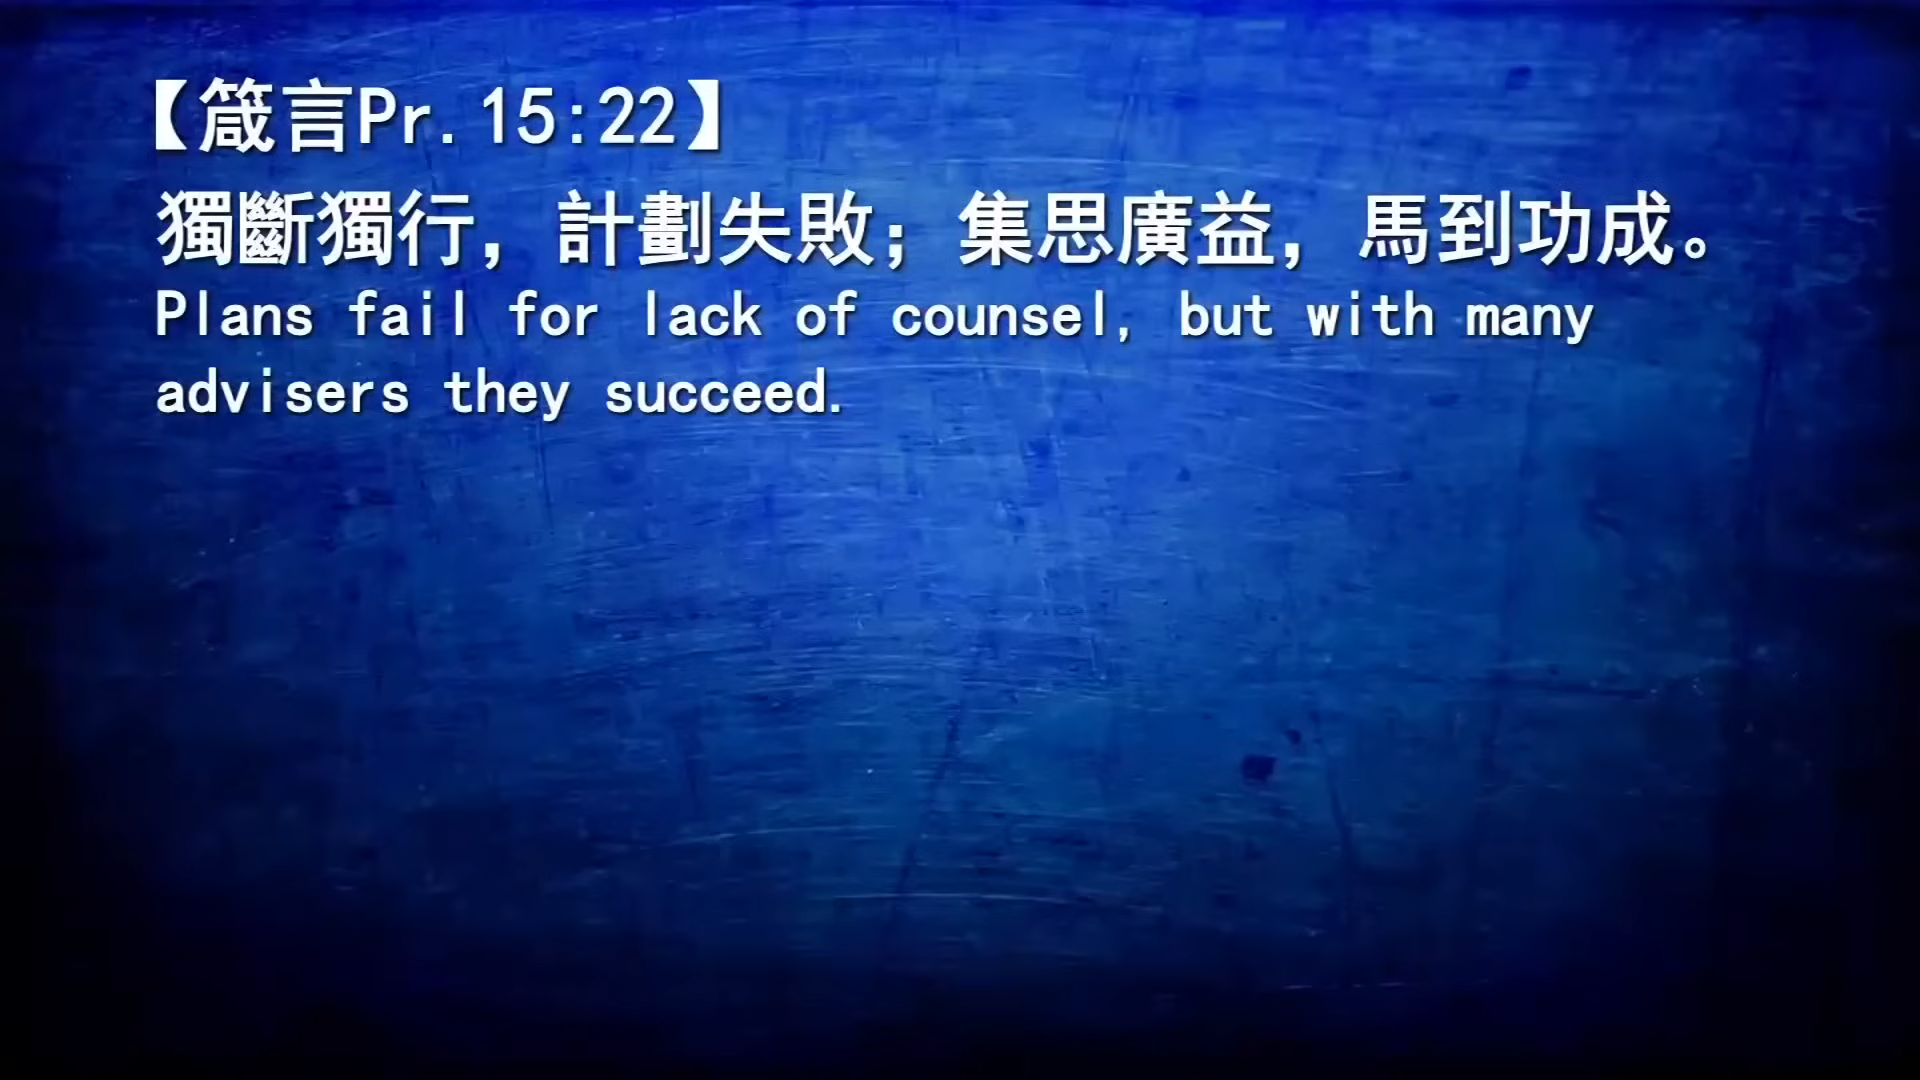 【箴言Pr.15:22】
獨斷獨行，計劃失敗；集思廣益，馬到功成。
Plans fail for lack of counsel, but with many
advisers they succeed.